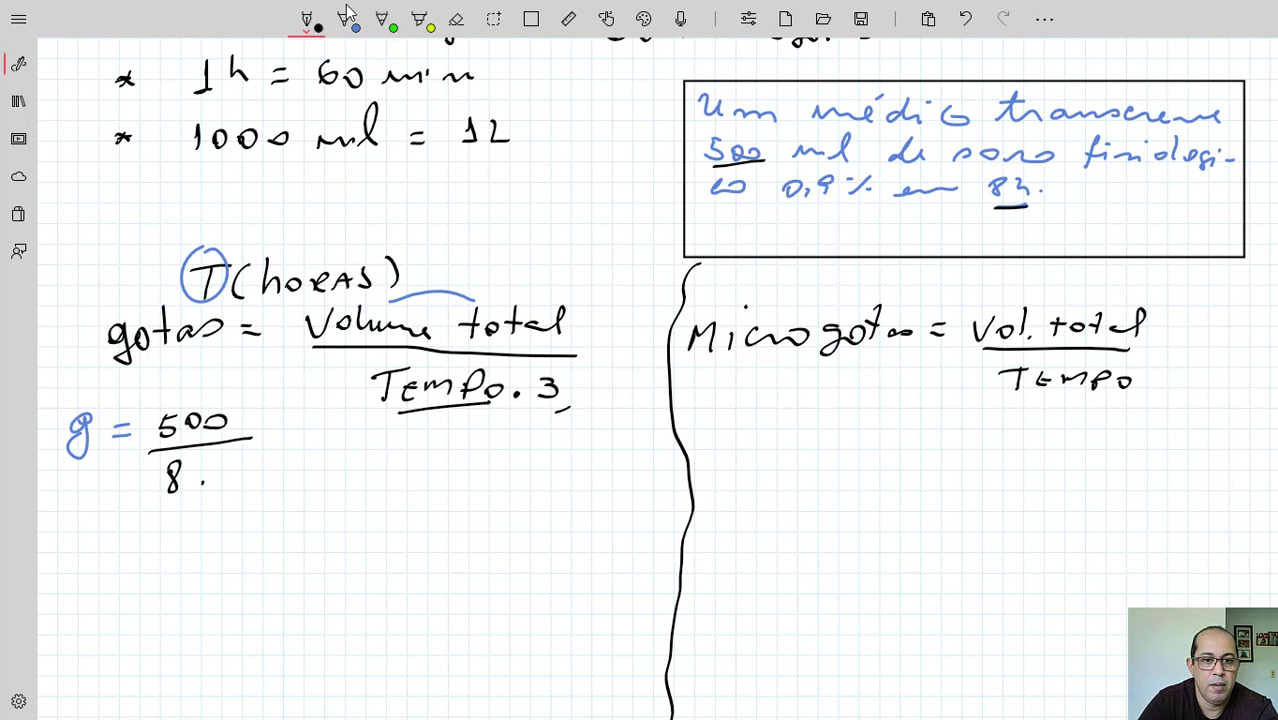 * 1h = 60 min
* 1000 ml = 1L
Um médico transcreve
500 ml de soro fisiologi-
co 0,9% em 8h.
T(horas)
gotas = Volume total
Tempo . 3
g = 500
8 .
Microgotas = Vol. total
Tempo